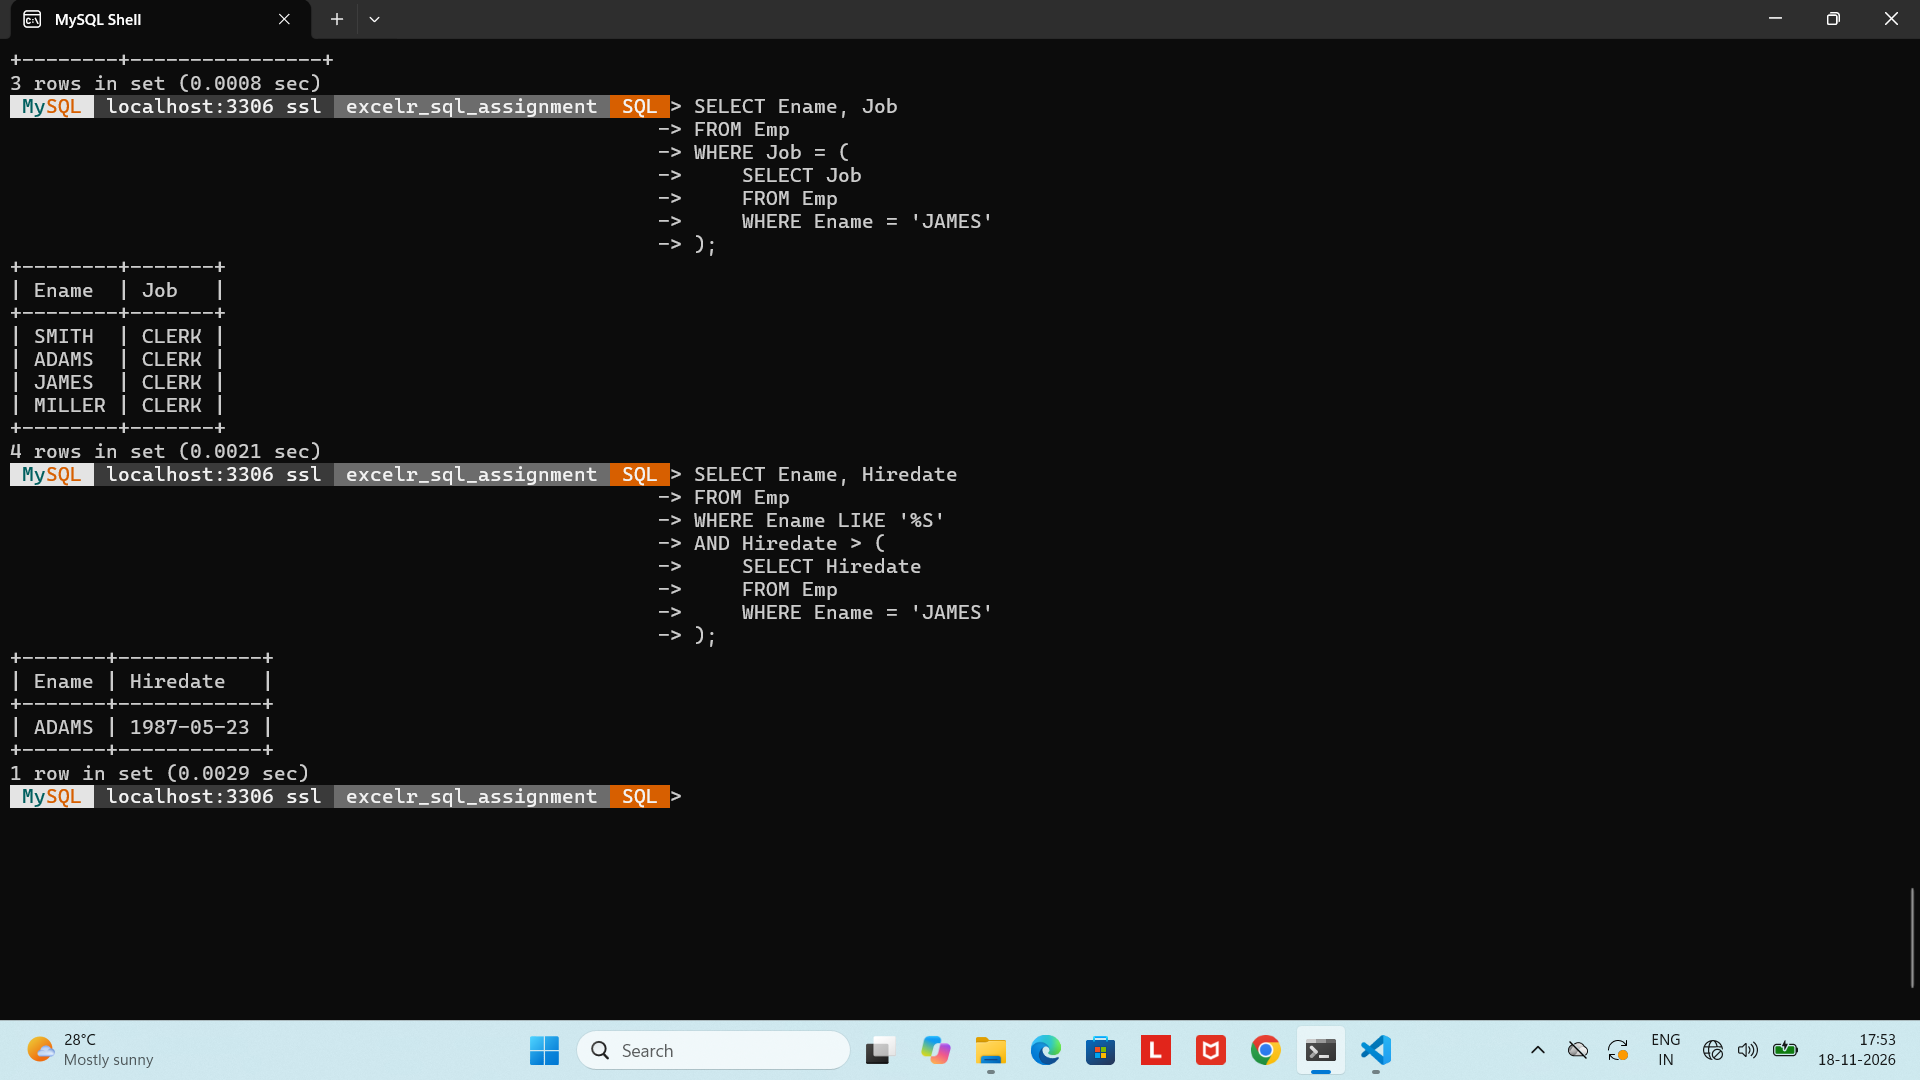 MySQL Shell
+--------+----------------+
3 rows in set (0.0008 sec)
MySQL localhost:3306 ssl excelr_sql_assignment SQL > SELECT Ename, Job
-> FROM Emp
-> WHERE Job = (
->     SELECT Job
->     FROM Emp
->     WHERE Ename = 'JAMES'
-> );
+--------+-------+
| Ename  | Job   |
+--------+-------+
| SMITH  | CLERK |
| ADAMS  | CLERK |
| JAMES  | CLERK |
| MILLER | CLERK |
+--------+-------+
4 rows in set (0.0021 sec)
MySQL localhost:3306 ssl excelr_sql_assignment SQL > SELECT Ename, Hiredate
-> FROM Emp
-> WHERE Ename LIKE '%S'
-> AND Hiredate > (
->     SELECT Hiredate
->     FROM Emp
->     WHERE Ename = 'JAMES'
-> );
+-------+------------+
| Ename | Hiredate   |
+-------+------------+
| ADAMS | 1987-05-23 |
+-------+------------+
1 row in set (0.0029 sec)
MySQL localhost:3306 ssl excelr_sql_assignment SQL >
28°C
Mostly sunny
Search
L
ENG
IN
17:53
18-11-2026